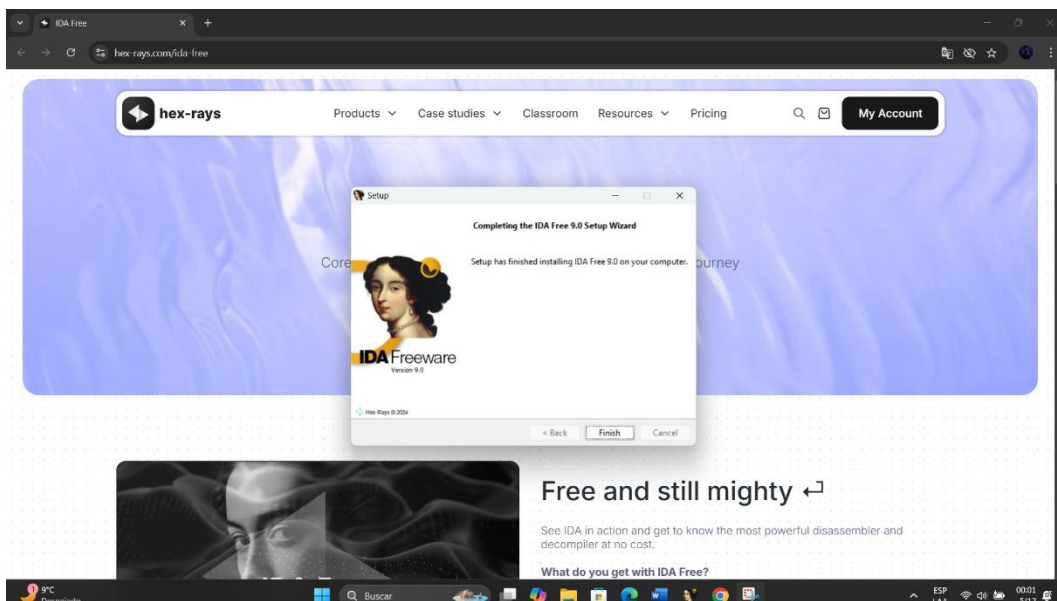 IDA Free
hex-rays.com/ida-free
hex-rays
Products
Case studies
Classroom
Resources
Pricing
My Account
Setup
Completing the IDA Free 9.0 Setup Wizard
Setup has finished installing IDA Free 9.0 on your computer.
Core
ourney
IDA Freeware
Version 9.0
< Back
Finish
Cancel
Free and still mighty
See IDA in action and get to know the most powerful disassembler and
decompiler at no cost.
What do you get with IDA Free?
9°C
Buscar
ESP
00:01